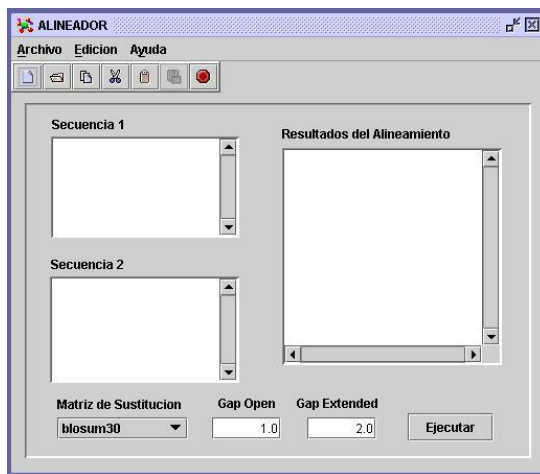 ALINEADOR
Archivo Edicion Ayuda
Secuencia 1
Resultados del Alineamiento
Secuencia 2
Matriz de Sustitucion Gap Open Gap Extended
blosum30 1.0 2.0 Ejecutar